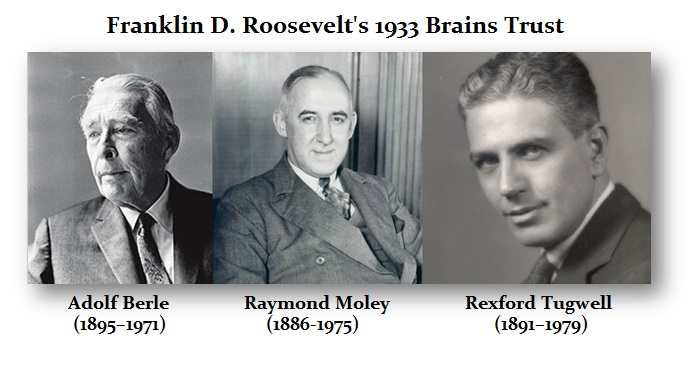 Franklin D. Roosevelt's 1933 Brains Trust
Adolf Berle
(1895–1971)
Raymond Moley
(1886-1975)
Rexford Tugwell
(1891–1979)